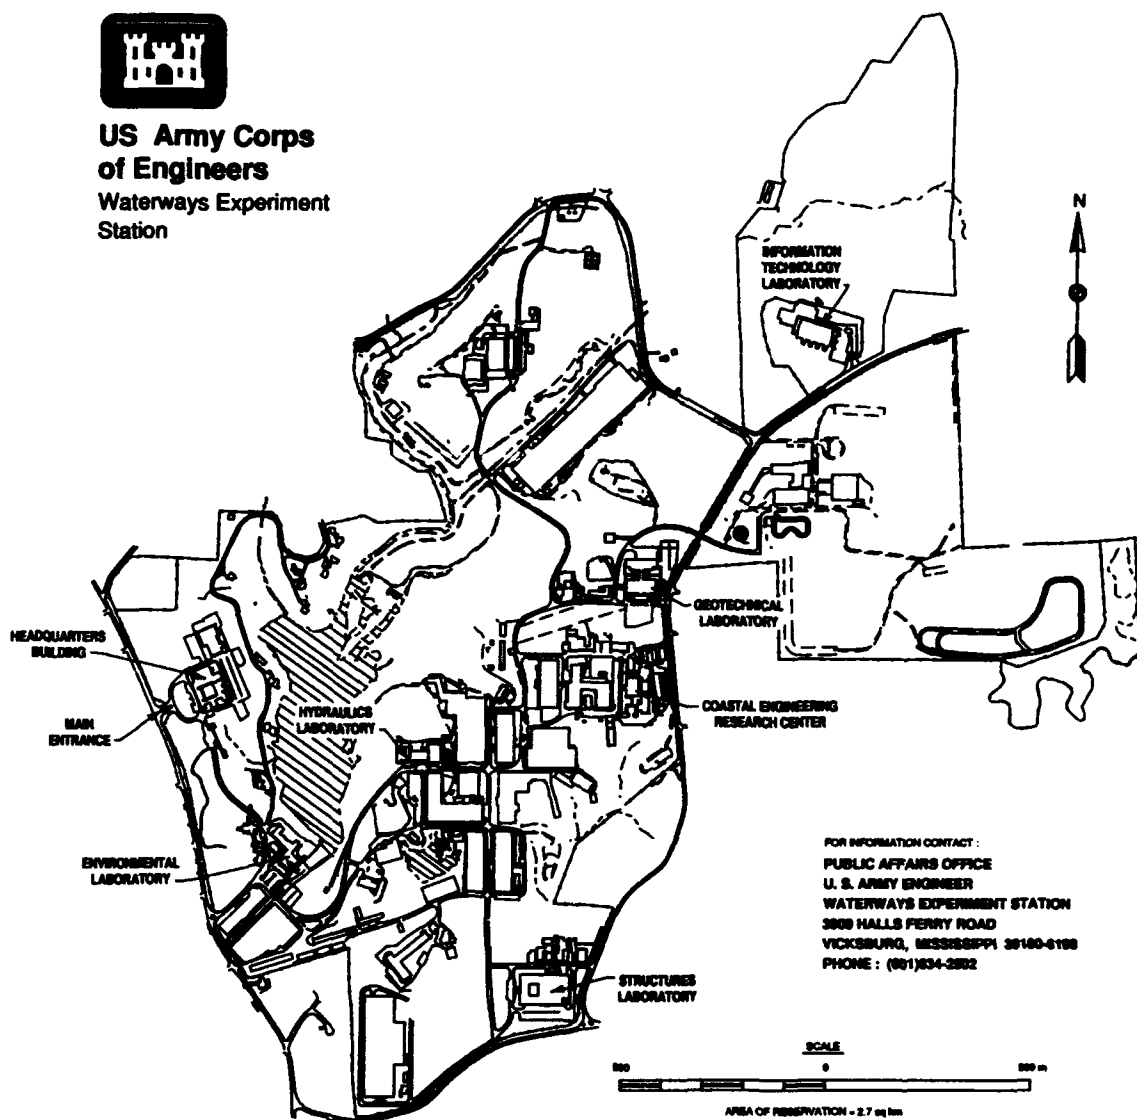 US Army Corps
of Engineers
Waterways Experiment
Station
N
INFORMATION
TECHNOLOGY
LABORATORY
GEOTECHNICAL
LABORATORY
HEADQUARTERS
BUILDING
HYDRAULICS
LABORATORY
COASTAL ENGINEERING
RESEARCH CENTER
MAIN
ENTRANCE
ENVIRONMENTAL
LABORATORY
FOR INFORMATION CONTACT :
PUBLIC AFFAIRS OFFICE
U. S. ARMY ENGINEER
WATERWAYS EXPERIMENT STATION
3909 HALLS FERRY ROAD
VICKSBURG, MISSISSIPPI
PHONE :
STRUCTURES
LABORATORY
SCALE
0
m
AREA OF RESERVATION - 2.7 sq km